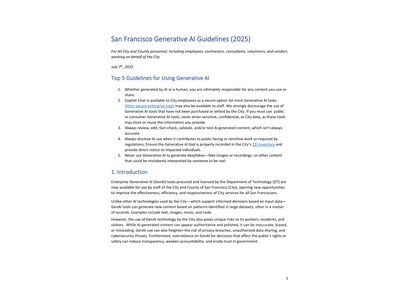 San Francisco Generative AI Guidelines (2025)
For All City and County personnel, including employees, contractors, consultants, volunteers, and vendors
working on behalf of the City
July 7th, 2025
Top 5 Guidelines for Using Generative AI
1. Whether generated by AI or a human, you are ultimately responsible for any content you use or
share.
2. Copilot Chat is available to City employees as a secure option for most Generative AI tasks.
Other secure enterprise tools may also be available to staff. We strongly discourage the use of
Generative AI tools that have not been purchased or vetted by the City. If you must use public
or consumer Generative AI tools, never enter sensitive, confidential, or City data, as these tools
may store or reuse the information you provide.
3. Always review, edit, fact check, validate, and/or test AI-generated content, which isn't always
accurate.
4. Always disclose AI use when it contributes to public-facing or sensitive work or required by
regulations. Ensure the Generative AI tool is properly recorded in the City's 22J Inventory and
provide direct notice to impacted individuals.
5. Never use Generative AI to generate deepfakes—fake images or recordings—or other content
that could be mistakenly interpreted by someone to be real.
1. Introduction
Enterprise Generative AI (GenAI) tools procured and licensed by the Department of Technology (DT) are
now available for use by staff of the City and County of San Francisco (City), opening new opportunities
to improve the effectiveness, efficiency, and responsiveness of City services for all San Franciscans.
Unlike other AI technologies used by the City—which support informed decisions based on input data—
GenAI tools can generate new content based on patterns identified in large datasets, often in a matter
of seconds. Examples include text, images, music, and code.
However, the use of GenAI technology by the City also poses unique risks to its workers, residents, and
visitors. While AI-generated content can appear authoritative and polished, it can be inaccurate, biased,
or misleading. GenAI use can also heighten the risk of privacy breaches, unauthorized data sharing, and
cybersecurity threats. Furthermore, overreliance on GenAI for decisions that affect the public's rights or
safety can reduce transparency, weaken accountability, and erode trust in government.
1